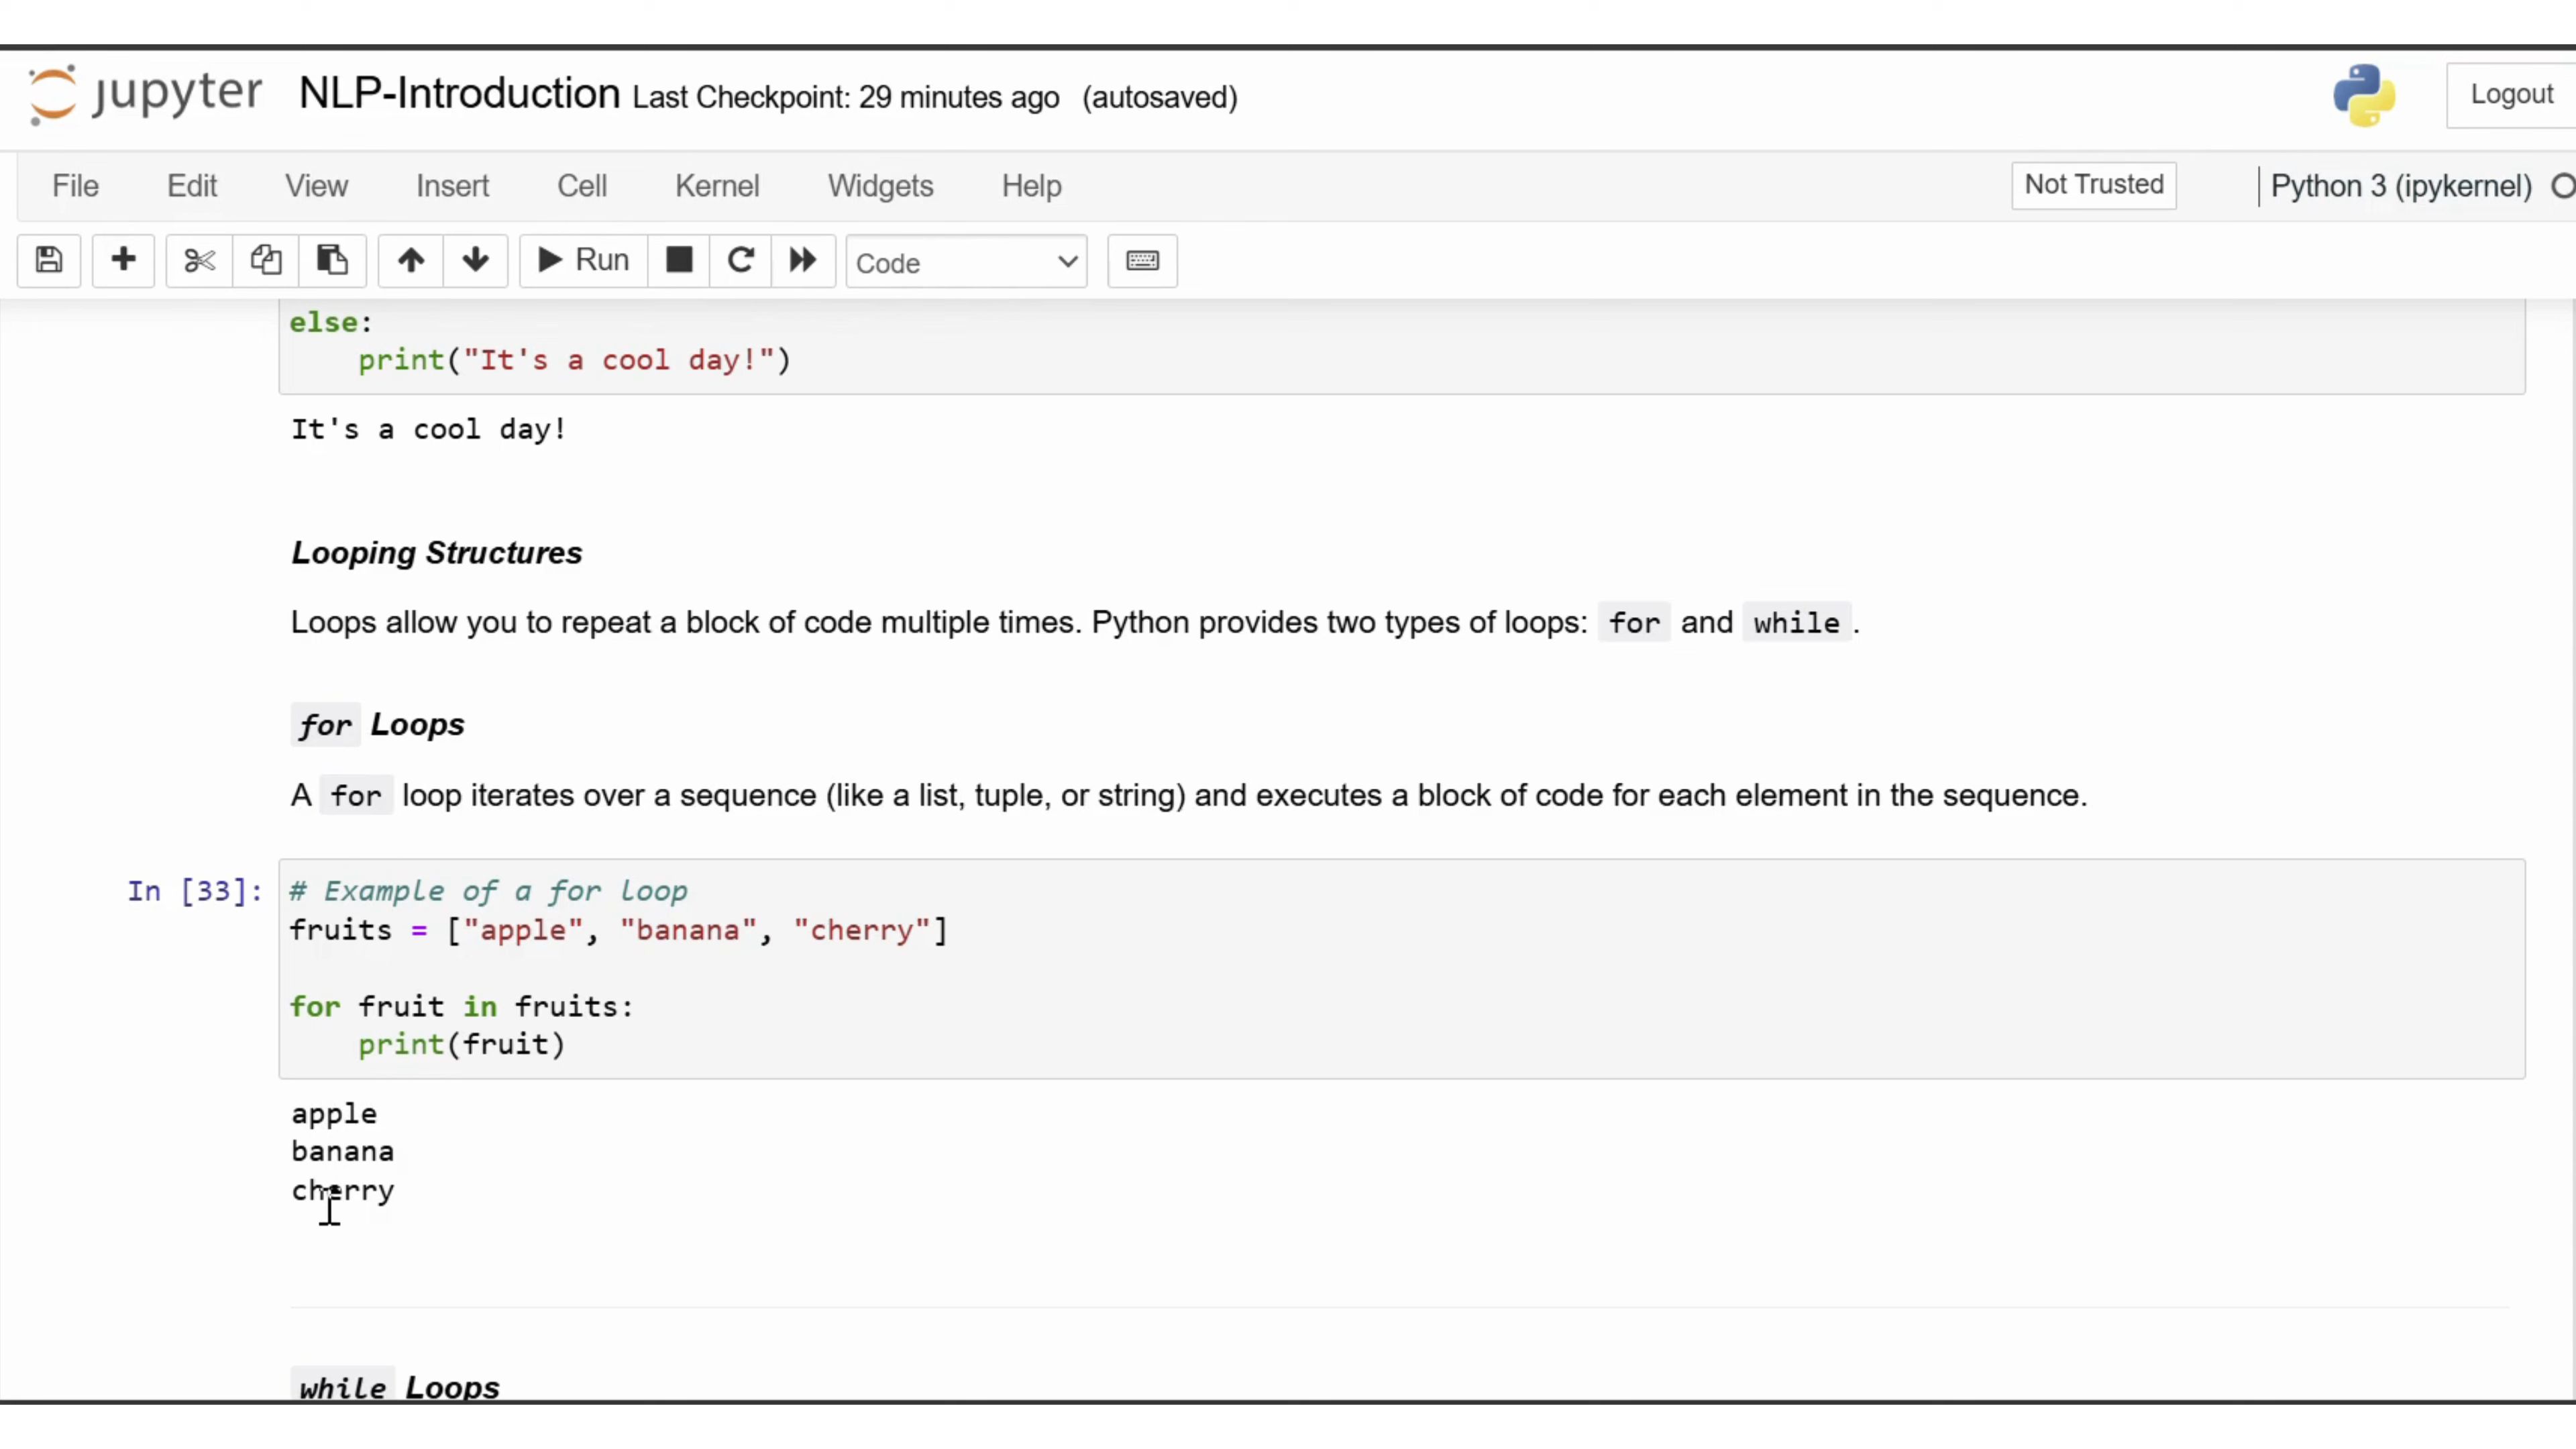 jupyter NLP-Introduction Last Checkpoint: 29 minutes ago (autosaved) Logout
File Edit View Insert Cell Kernel Widgets Help Not Trusted Python 3 (ipykernel)
Run Code
else:
    print("It's a cool day!")
It's a cool day!
Looping Structures
Loops allow you to repeat a block of code multiple times. Python provides two types of loops: for and while.
for Loops
A for loop iterates over a sequence (like a list, tuple, or string) and executes a block of code for each element in the sequence.
In [33]: # Example of a for loop
fruits = ["apple", "banana", "cherry"]
for fruit in fruits:
    print(fruit)
apple
banana
cherry
while Loops